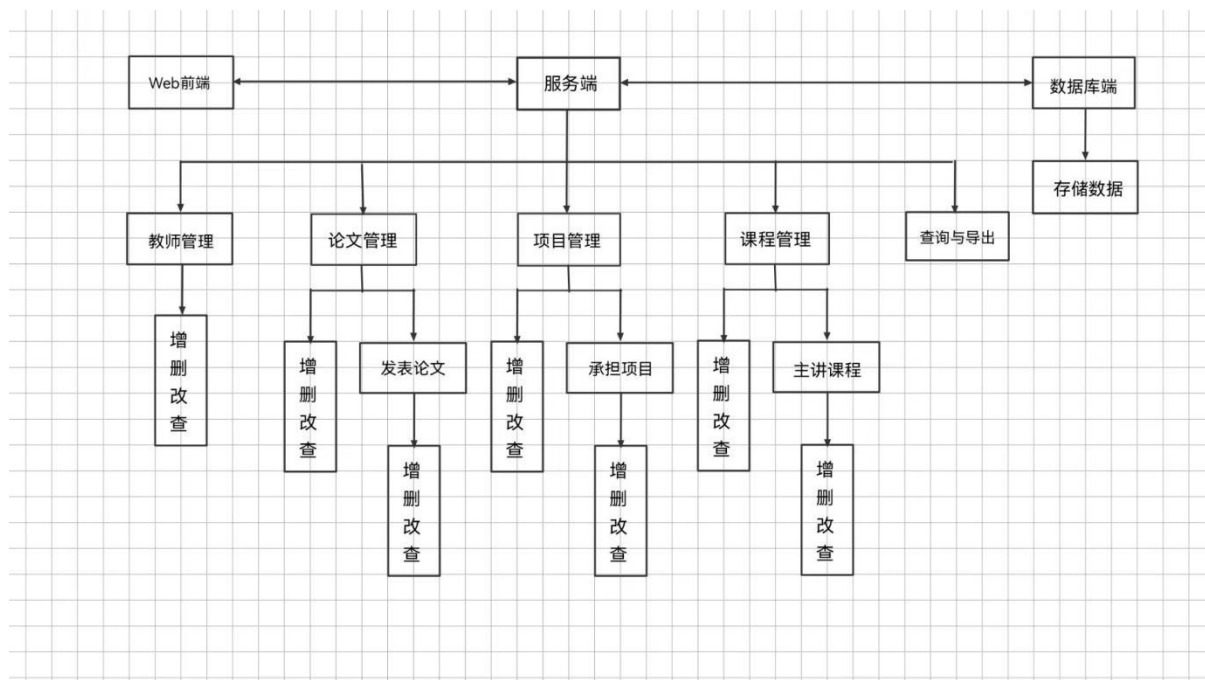 Web前端
服务端
数据库端
存储数据
教师管理
论文管理
项目管理
课程管理
查询与导出
增
删
改
查
增
删
改
查
发表论文
增
删
改
查
承担项目
增
删
改
查
主讲课程
增
删
改
查
增
删
改
查
增
删
改
查